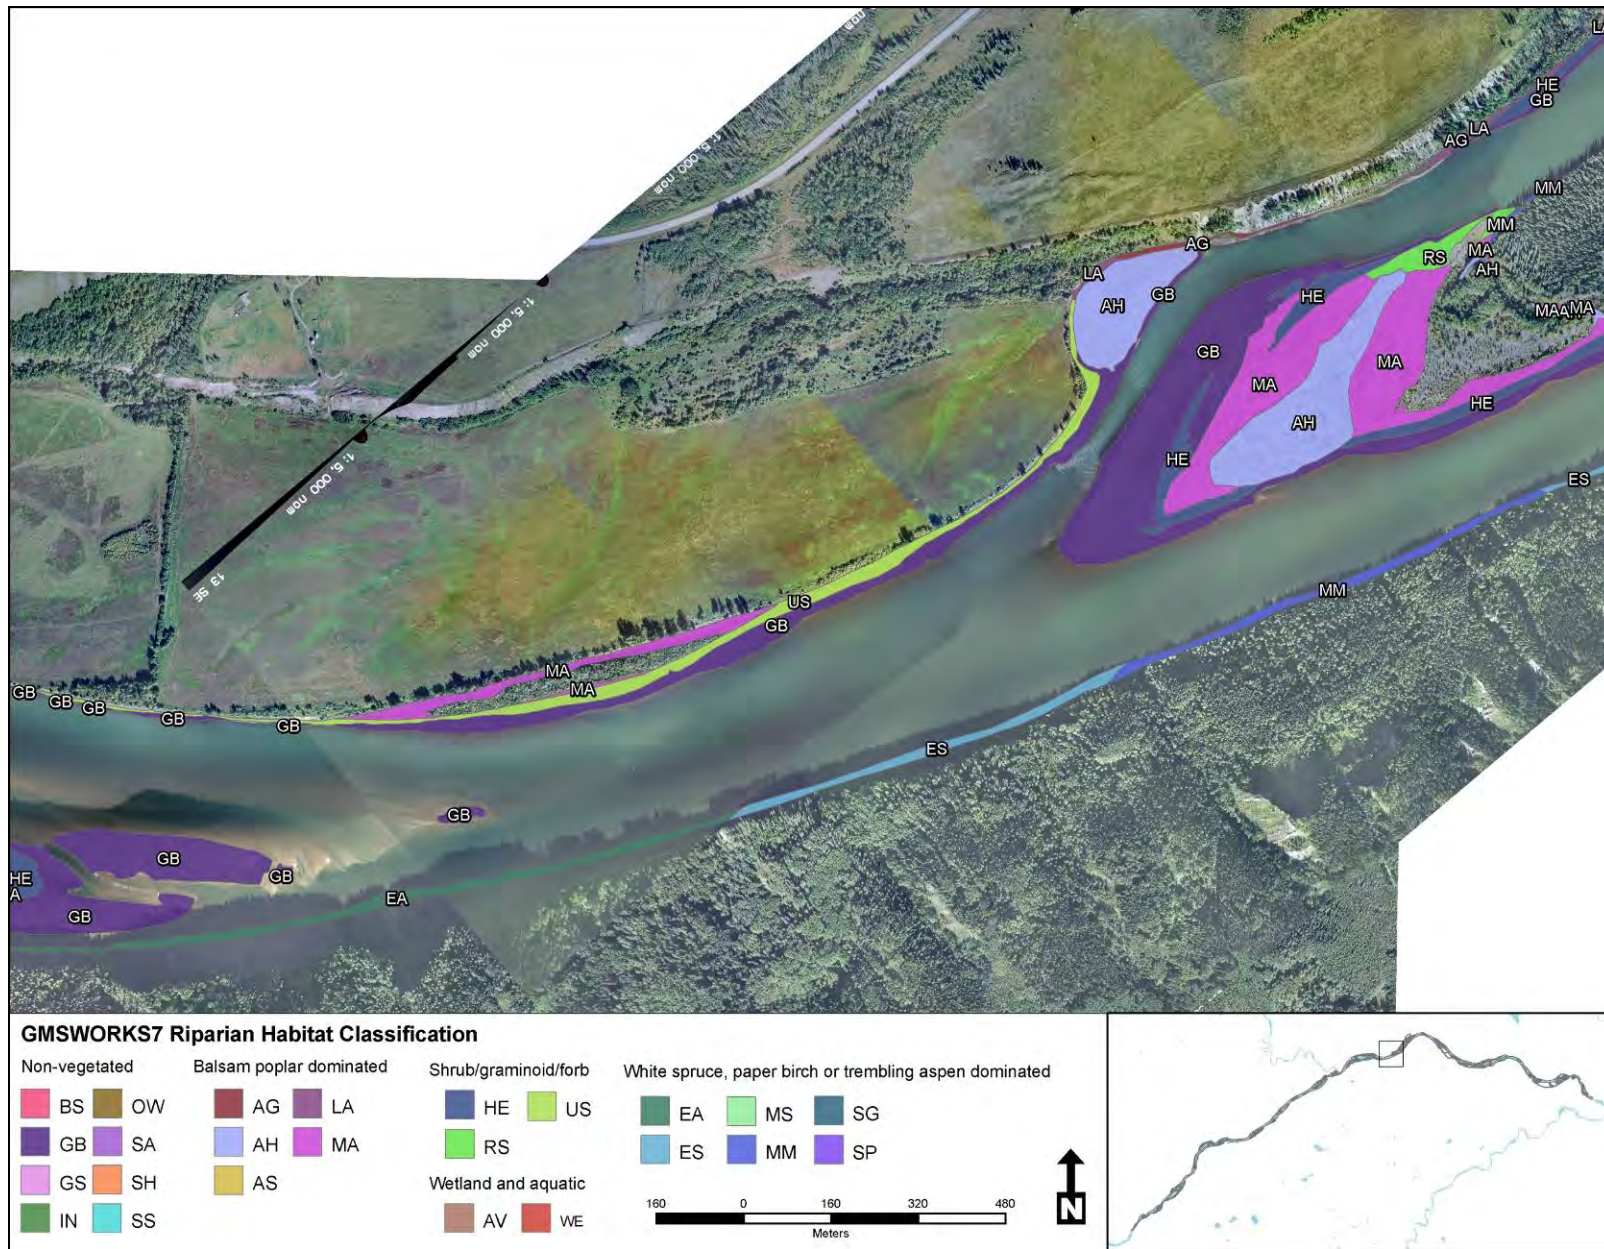 nom
LA
HE
GB
1:5,000 nom
LA
AG
MM
AG
MM
MA
RS
AH
LA
HE
GB
AH
1:5,000 nom
MA
GB
MA
MA
HE
AH
1:5,000 nom
HE
ES
13 SE
MM
US
GB
MA
MA
GB
GB
GB
GB
GB
ES
GB
GB
GB
HE
A
EA
GB
GMSWORKS7 Riparian Habitat Classification
Non-vegetated
BS OW
GB SA
GS SH
IN SS
Balsam poplar dominated
AG LA
AH MA
AS
Shrub/graminoid/forb
HE US
RS
Wetland and aquatic
AV WE
White spruce, paper birch or trembling aspen dominated
EA MS SG
ES MM SP
160 0 160 320 480
Meters
N